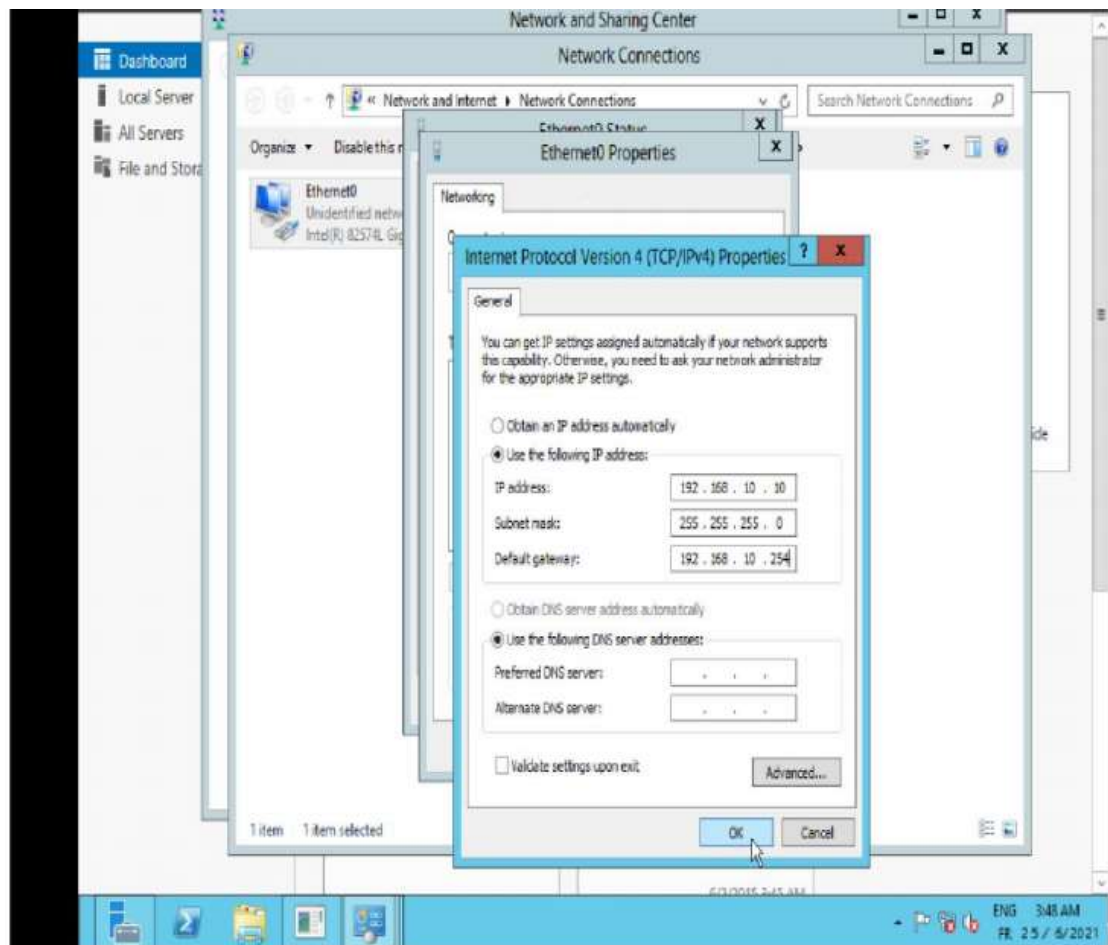 Network and Sharing Center
Network Connections
Dashboard
Local Server
All Servers
File and Stora
« Network and Internet ▸ Network Connections
Search Network Connections
Organize
Disable this
Ethernet0 Status
Ethernet0 Properties
Networking
Ethernet0
Unidentified netw
Intel(R) 82574L Gig
Internet Protocol Version 4 (TCP/IPv4) Properties
General
You can get IP settings assigned automatically if your network supports
this capability. Otherwise, you need to ask your network administrator
for the appropriate IP settings.
Obtain an IP address automatically
Use the following IP address:
IP address: 192 . 168 . 10 . 10
Subnet mask: 255 . 255 . 255 . 0
Default gateway: 192 . 168 . 10 . 254
Obtain DNS server address automatically
Use the following DNS server addresses:
Preferred DNS server: . . .
Alternate DNS server: . . .
Validate settings upon exit
Advanced...
OK
Cancel
1 item 1 item selected
ENG 3:48 AM
FR 25/6/2021